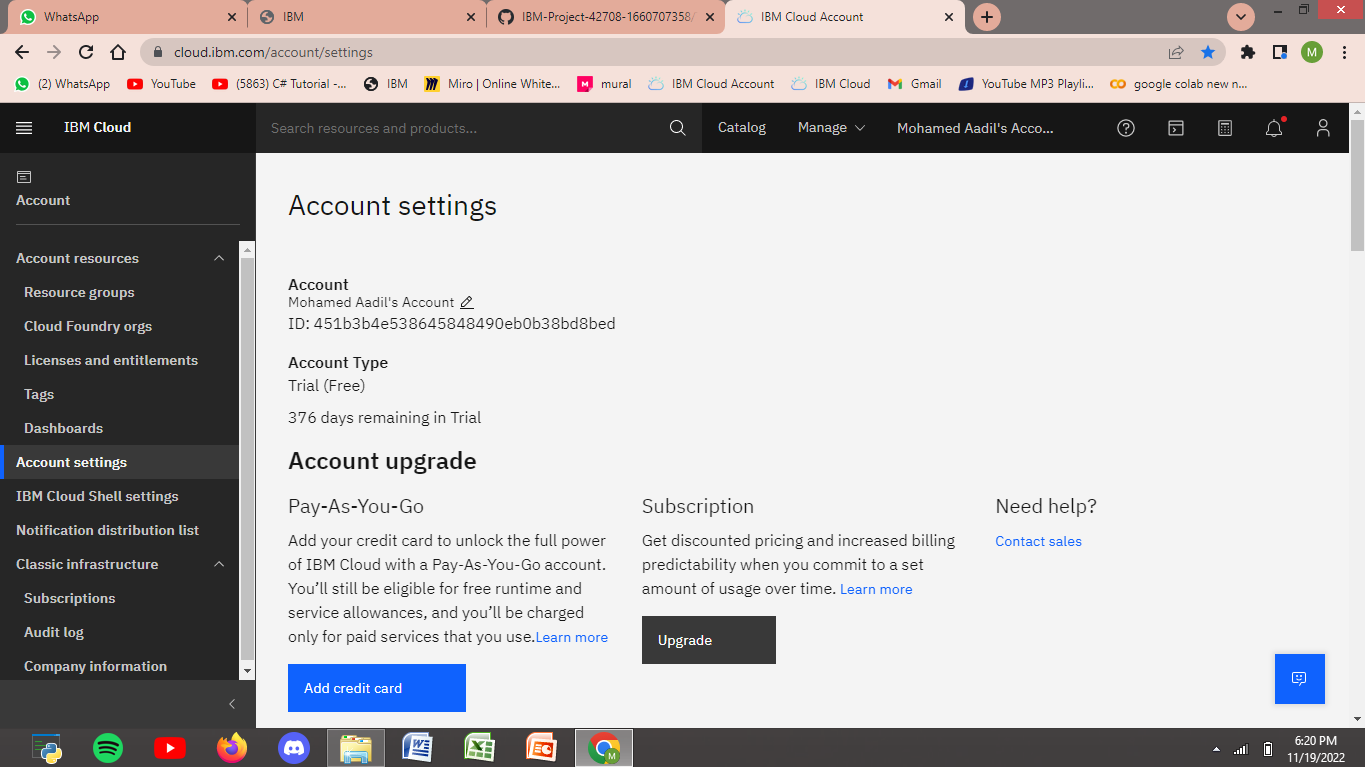 WhatsApp
IBM
IBM-Project-42708-1660707358/
IBM Cloud Account
cloud.ibm.com/account/settings
M
(2) WhatsApp
YouTube
(5863) C# Tutorial -...
IBM
Miro | Online White...
mural
IBM Cloud Account
IBM Cloud
Gmail
YouTube MP3 Playli...
google colab new n...
IBM Cloud
Search resources and products...
Catalog
Manage
Mohamed Aadil's Acco...
Account
Account resources
Resource groups
Cloud Foundry orgs
Licenses and entitlements
Tags
Dashboards
Account settings
IBM Cloud Shell settings
Notification distribution list
Classic infrastructure
Subscriptions
Audit log
Company information
Account settings
Account
Mohamed Aadil's Account
ID: 451b3b4e538645848490eb0b38bd8bed
Account Type
Trial (Free)
376 days remaining in Trial
Account upgrade
Pay-As-You-Go
Add your credit card to unlock the full power
of IBM Cloud with a Pay-As-You-Go account.
You’ll still be eligible for free runtime and
service allowances, and you’ll be charged
only for paid services that you use.Learn more
Add credit card
Subscription
Get discounted pricing and increased billing
predictability when you commit to a set
amount of usage over time. Learn more
Upgrade
Need help?
Contact sales
6:20 PM
11/19/2022